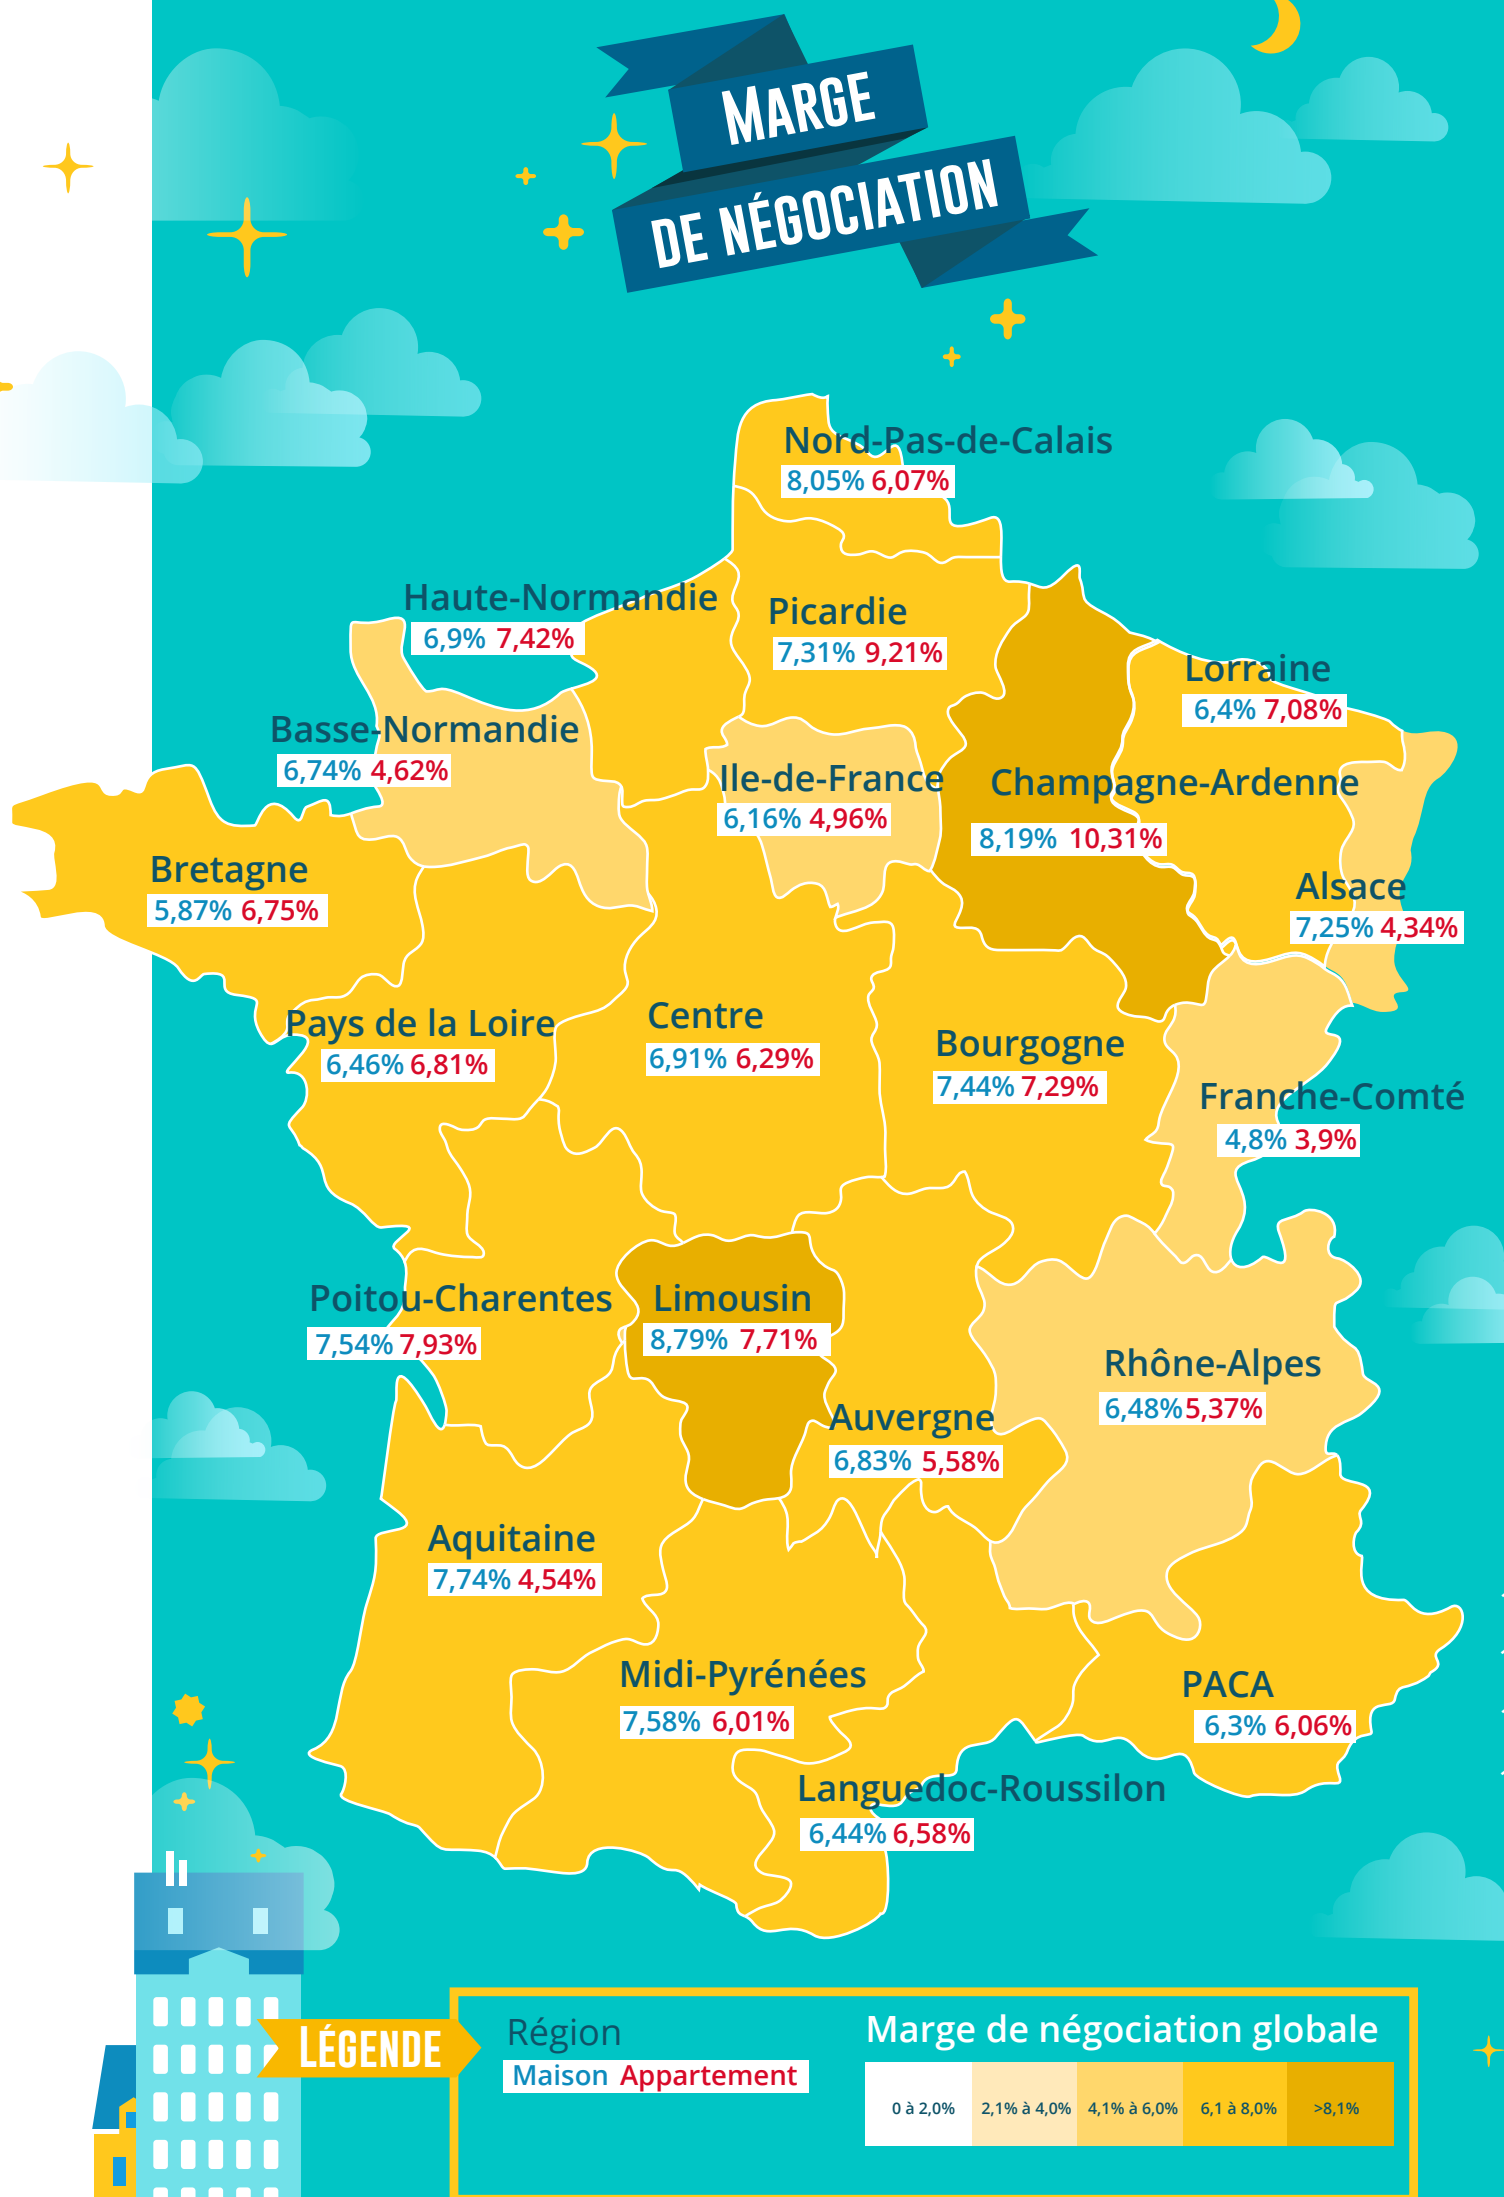 MARGE
DE NÉGOCIATION
Nord-Pas-de-Calais
8,05% 6,07%
Haute-Normandie
6,9% 7,42%
Picardie
7,31% 9,21%
Lorraine
6,4% 7,08%
Basse-Normandie
6,74% 4,62%
Ile-de-France
6,16% 4,96%
Champagne-Ardenne
8,19% 10,31%
Bretagne
5,87% 6,75%
Alsace
7,25% 4,34%
Pays de la Loire
6,46% 6,81%
Centre
6,91% 6,29%
Bourgogne
7,44% 7,29%
Franche-Comté
4,8% 3,9%
Poitou-Charentes
7,54% 7,93%
Limousin
8,79% 7,71%
Rhône-Alpes
6,48% 5,37%
Auvergne
6,83% 5,58%
Aquitaine
7,74% 4,54%
Midi-Pyrénées
7,58% 6,01%
PACA
6,3% 6,06%
Languedoc-Roussilon
6,44% 6,58%
LÉGENDE
Région
Maison Appartement
Marge de négociation globale
0 à 2,0% 2,1% à 4,0% 4,1% à 6,0% 6,1 à 8,0% >8,1%